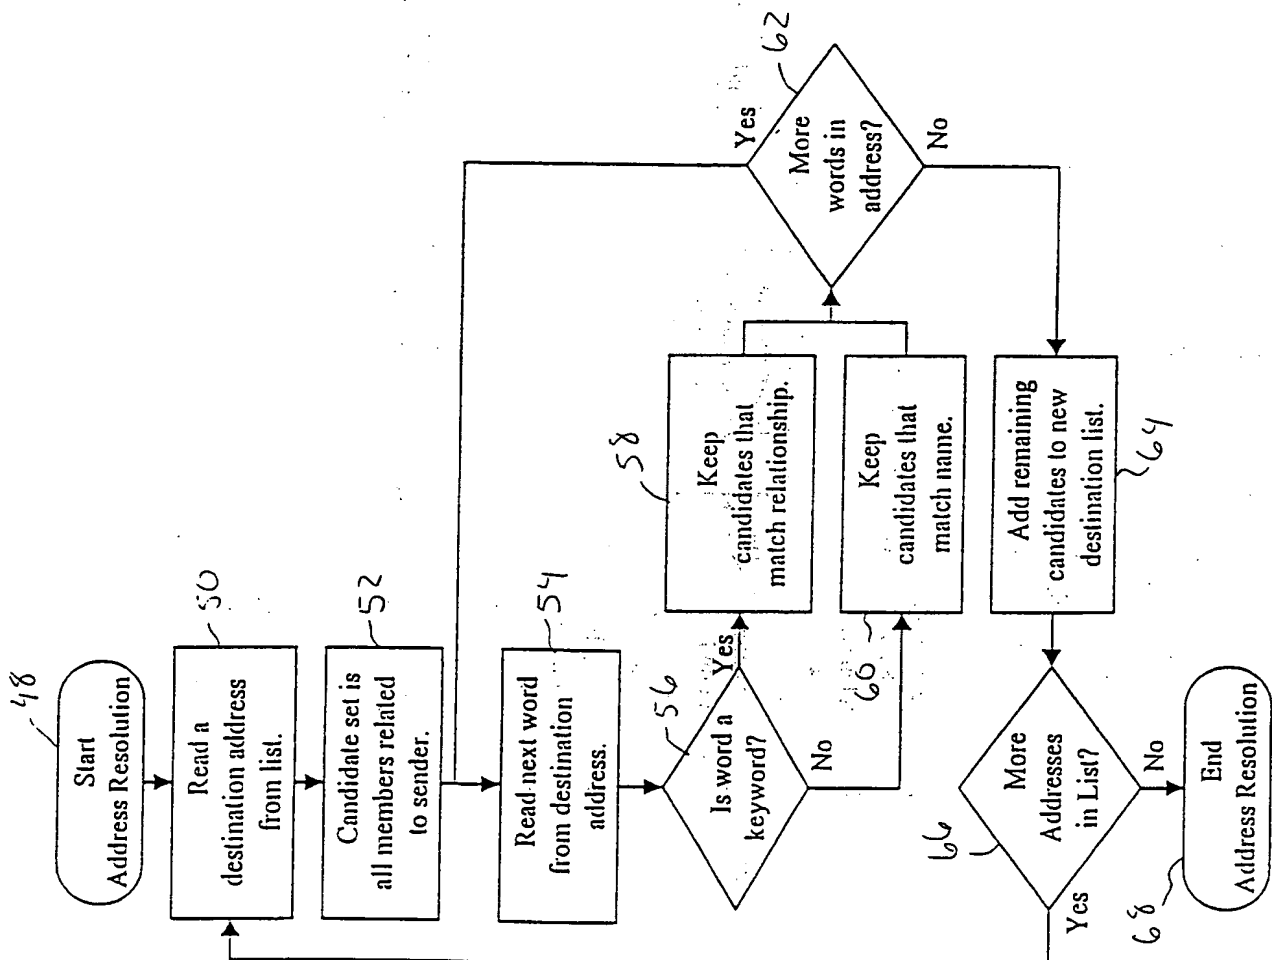 48
Start
Address Resolution
50
Read a
destination address
from list.
52
Candidate set is
all members related
to sender.
54
Read next word
from destination
address.
56
Is word a
keyword?
Yes
No
58
Keep
candidates that
match relationship.
60
Keep
candidates that
match name.
62
More
words in
address?
Yes
No
64
Add remaining
candidates to new
destination list.
66
More
Addresses
in List?
Yes
No
68
End
Address Resolution